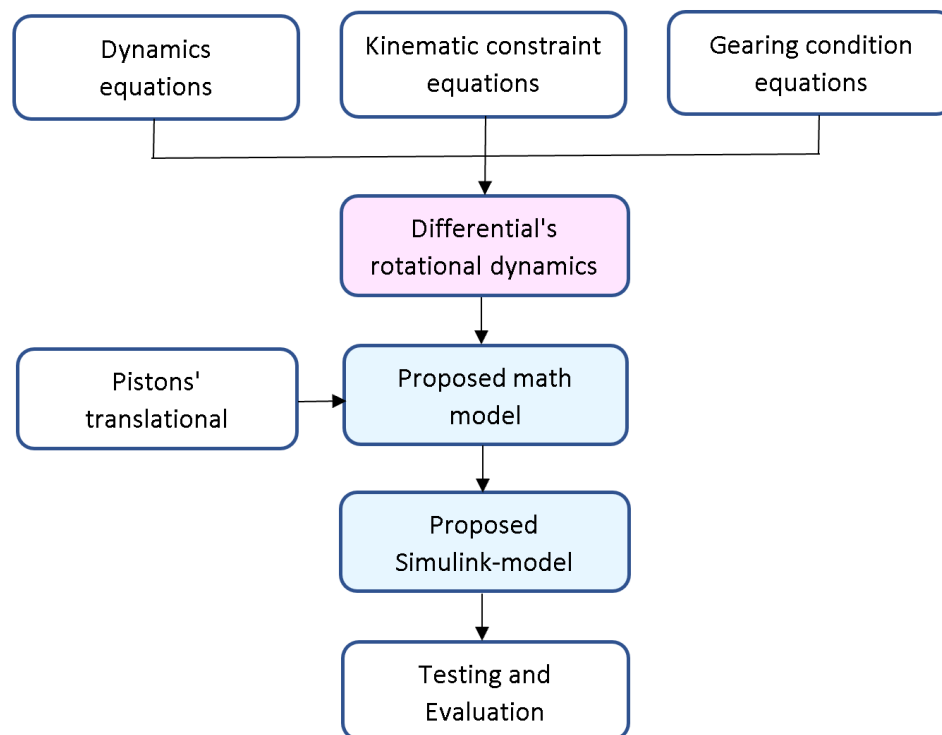 Dynamics
equations
Kinematic constraint
equations
Gearing condition
equations
Differential's
rotational dynamics
Pistons'
translational
Proposed math
model
Proposed
Simulink-model
Testing and
Evaluation